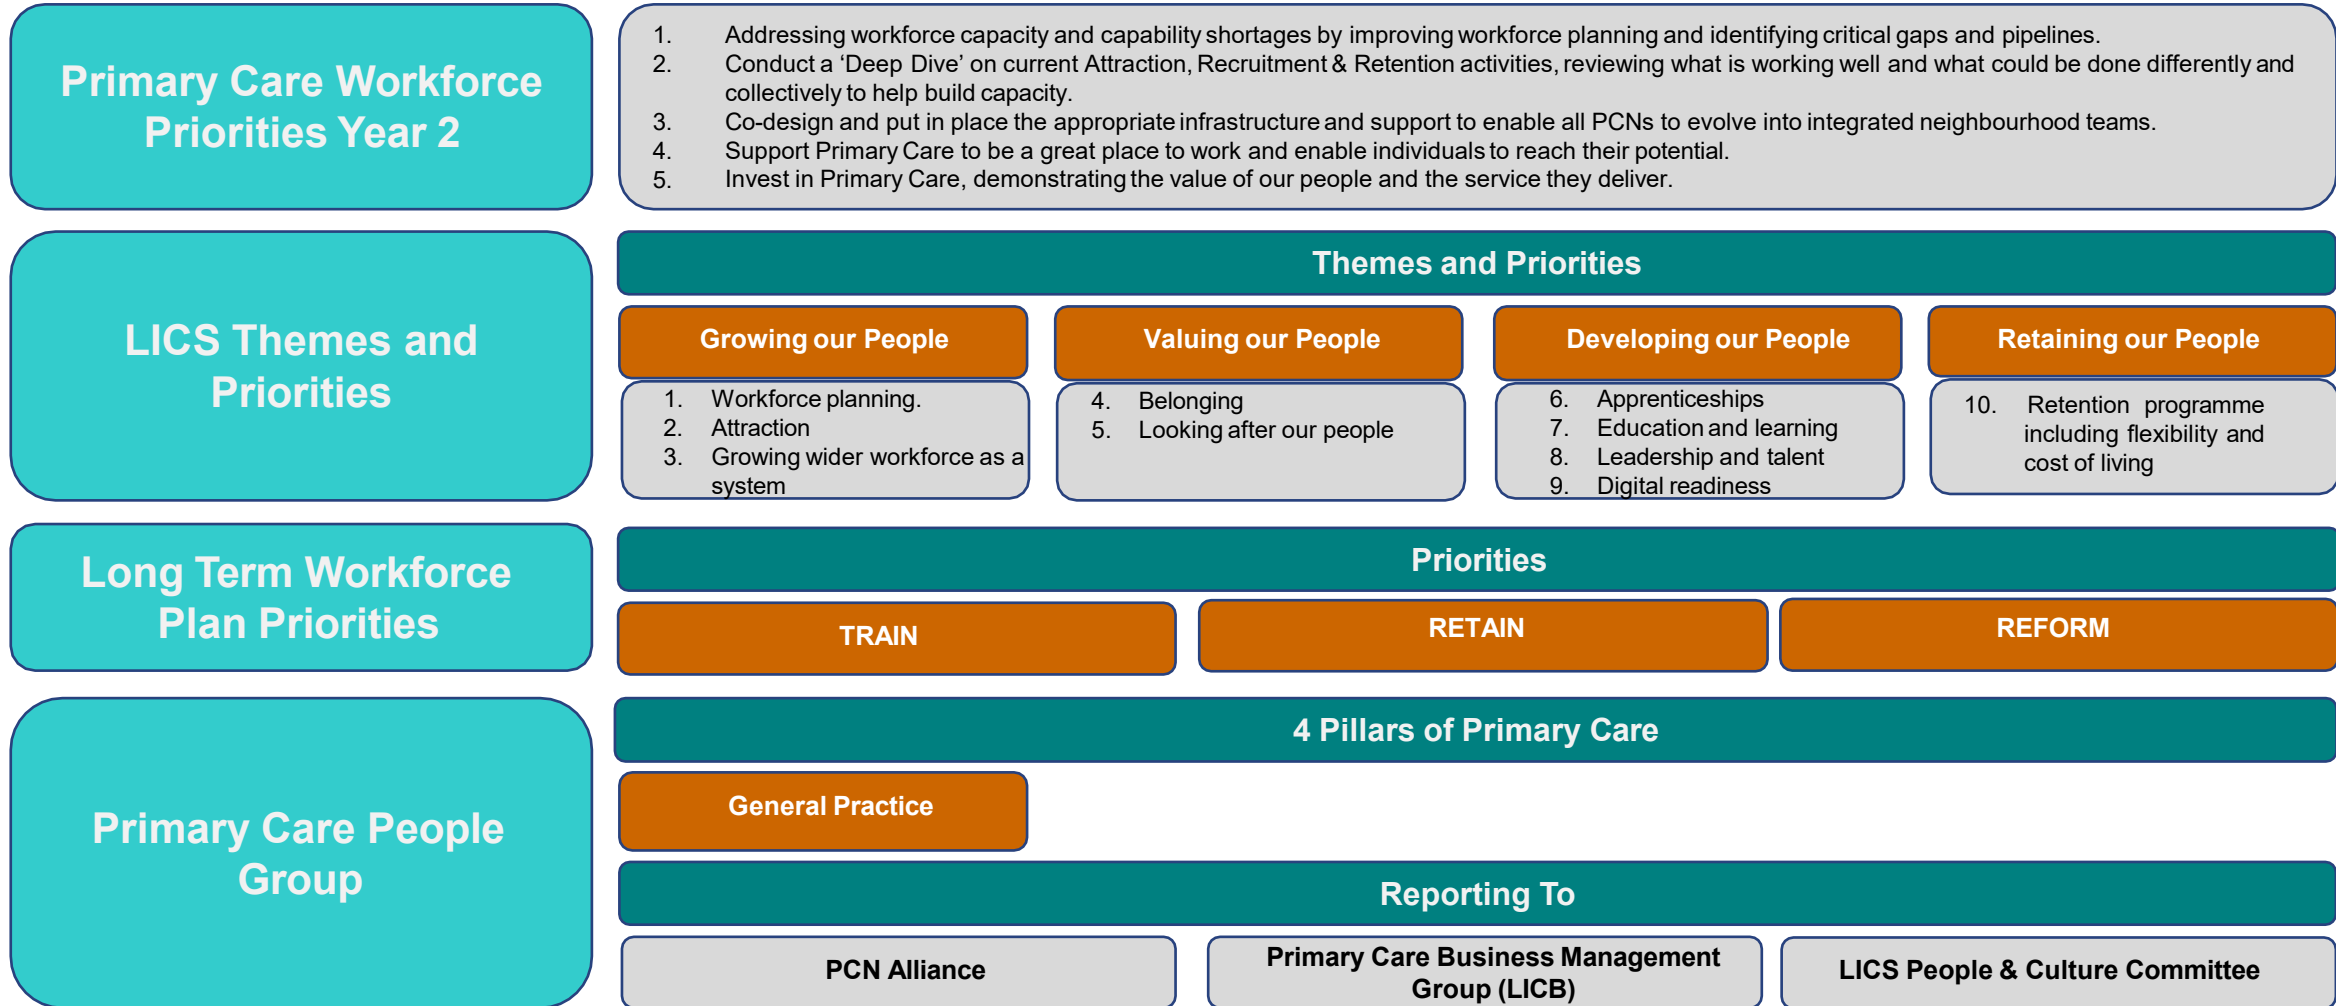 Primary Care Workforce
Priorities Year 2
1. Addressing workforce capacity and capability shortages by improving workforce planning and identifying critical gaps and pipelines.
2. Conduct a ‘Deep Dive’ on current Attraction, Recruitment & Retention activities, reviewing what is working well and what could be done differently and
collectively to help build capacity.
3. Co-design and put in place the appropriate infrastructure and support to enable all PCNs to evolve into integrated neighbourhood teams.
4. Support Primary Care to be a great place to work and enable individuals to reach their potential.
5. Invest in Primary Care, demonstrating the value of our people and the service they deliver.
LICS Themes and
Priorities
Themes and Priorities
Growing our People
1. Workforce planning.
2. Attraction
3. Growing wider workforce as a
system
Valuing our People
4. Belonging
5. Looking after our people
Developing our People
6. Apprenticeships
7. Education and learning
8. Leadership and talent
9. Digital readiness
Retaining our People
10. Retention programme
including flexibility and
cost of living
Long Term Workforce
Plan Priorities
Priorities
TRAIN
RETAIN
REFORM
Primary Care People
Group
4 Pillars of Primary Care
General Practice
Reporting To
PCN Alliance
Primary Care Business Management
Group (LICB)
LICS People & Culture Committee